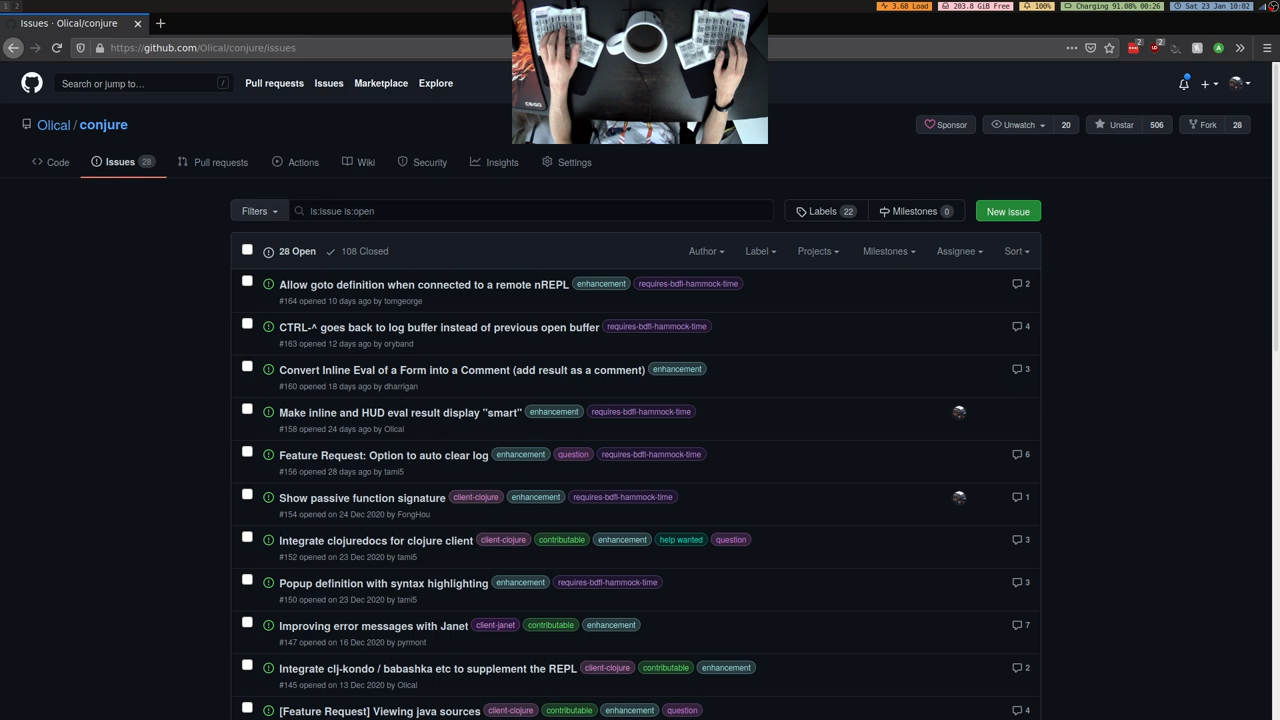 1 2
3.68 Load
203.8 GiB Free
100%
Charging 91.08% 00:26
Sat 23 Jan 10:02
Issues · Olical/conjure
https://github.com/Olical/conjure/issues
2
2
Search or jump to… /
Pull requests Issues Marketplace Explore
Olical / conjure
Sponsor
Unwatch 20
Unstar 506
Fork 28
Code Issues 28 Pull requests Actions Wiki Security Insights Settings
Filters is:issue is:open Labels 22 Milestones 0 New issue
28 Open 108 Closed Author Label Projects Milestones Assignee Sort
Allow goto definition when connected to a remote nREPL enhancement requires-bdfl-hammock-time 2
#164 opened 10 days ago by tomgeorge
CTRL-^ goes back to log buffer instead of previous open buffer requires-bdfl-hammock-time 4
#163 opened 12 days ago by oryband
Convert Inline Eval of a Form into a Comment (add result as a comment) enhancement 3
#160 opened 18 days ago by dharrigan
Make inline and HUD eval result display "smart" enhancement requires-bdfl-hammock-time
#158 opened 24 days ago by Olical
Feature Request: Option to auto clear log enhancement question requires-bdfl-hammock-time 6
#156 opened 28 days ago by tami5
Show passive function signature client-clojure enhancement requires-bdfl-hammock-time 1
#154 opened on 24 Dec 2020 by FongHou
Integrate clojuredocs for clojure client client-clojure contributable enhancement help wanted question 3
#152 opened on 23 Dec 2020 by tami5
Popup definition with syntax highlighting enhancement requires-bdfl-hammock-time 3
#150 opened on 23 Dec 2020 by tami5
Improving error messages with Janet client-janet contributable enhancement 7
#147 opened on 16 Dec 2020 by pyrmont
Integrate clj-kondo / babashka etc to supplement the REPL client-clojure contributable enhancement 2
#145 opened on 13 Dec 2020 by Olical
[Feature Request] Viewing java sources client-clojure contributable enhancement question 4